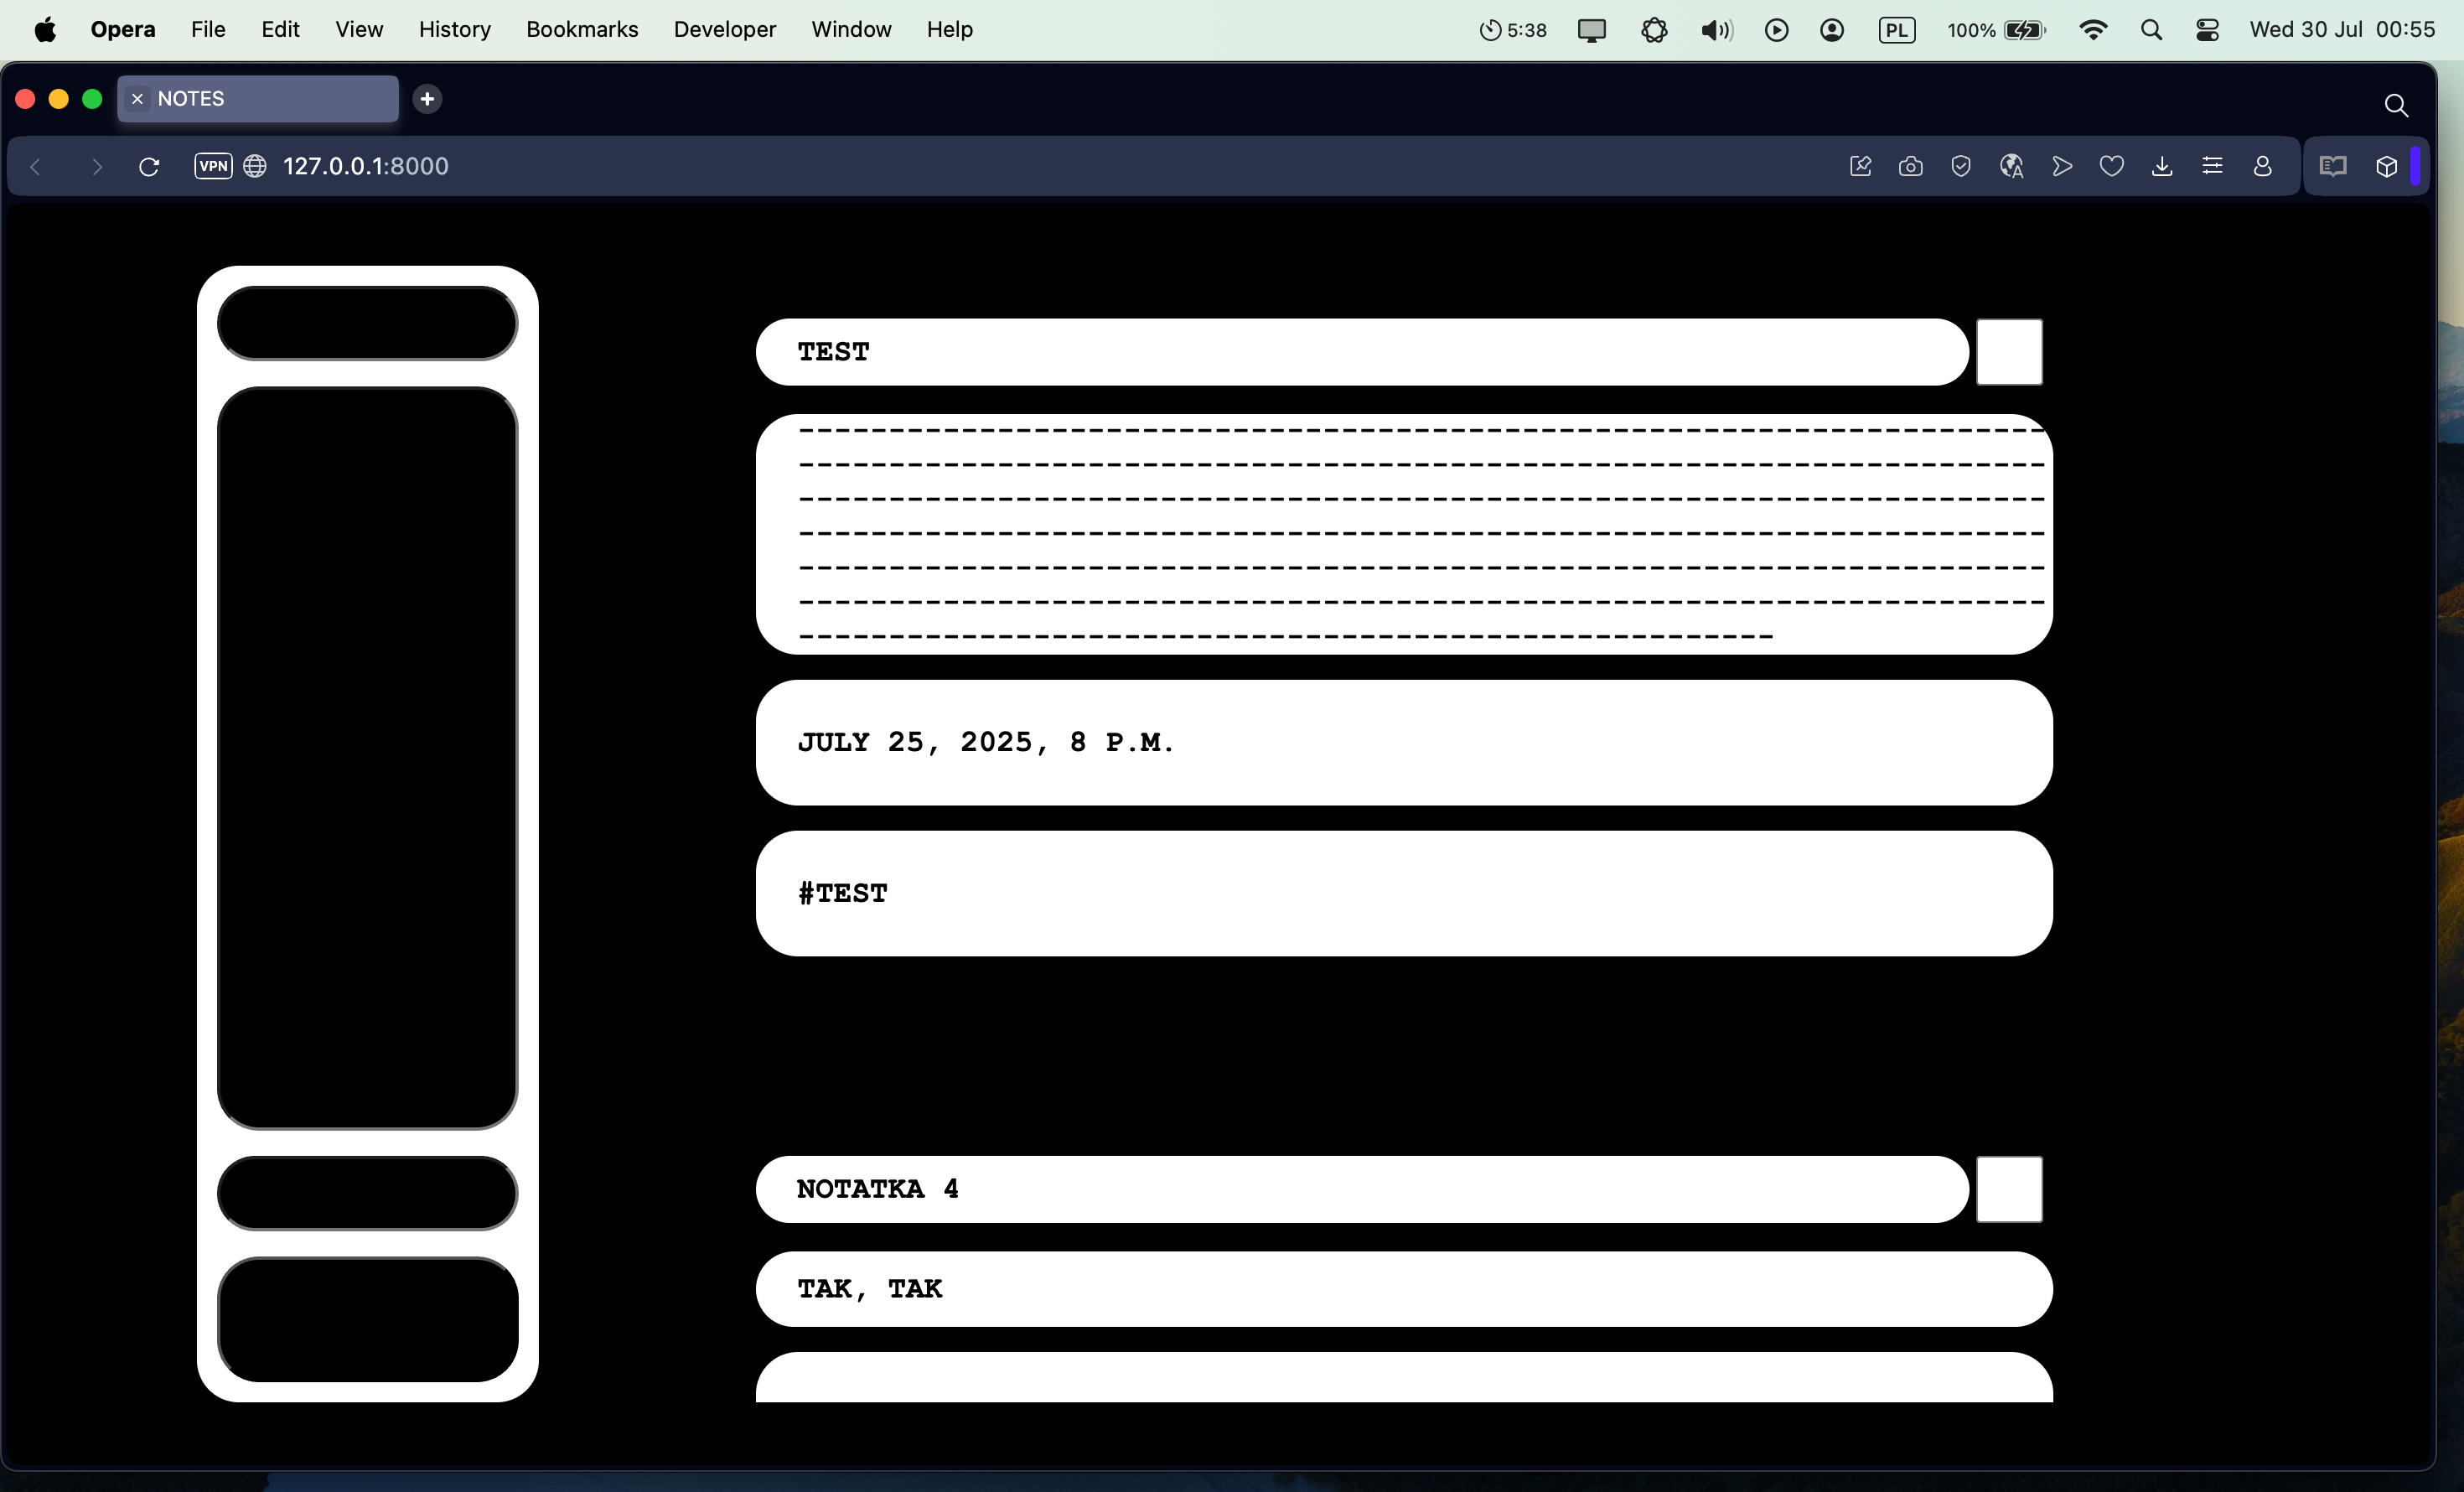 Opera File Edit View History Bookmarks Developer Window Help 5:38 PL 100% Wed 30 Jul 00:55
NOTES
VPN 127.0.0.1:8000
TEST
---------------------------------------------------------------------
---------------------------------------------------------------------
---------------------------------------------------------------------
---------------------------------------------------------------------
---------------------------------------------------------------------
---------------------------------------------------------------------
------------------------------------------------------
JULY 25, 2025, 8 P.M.
#TEST
NOTATKA 4
TAK, TAK